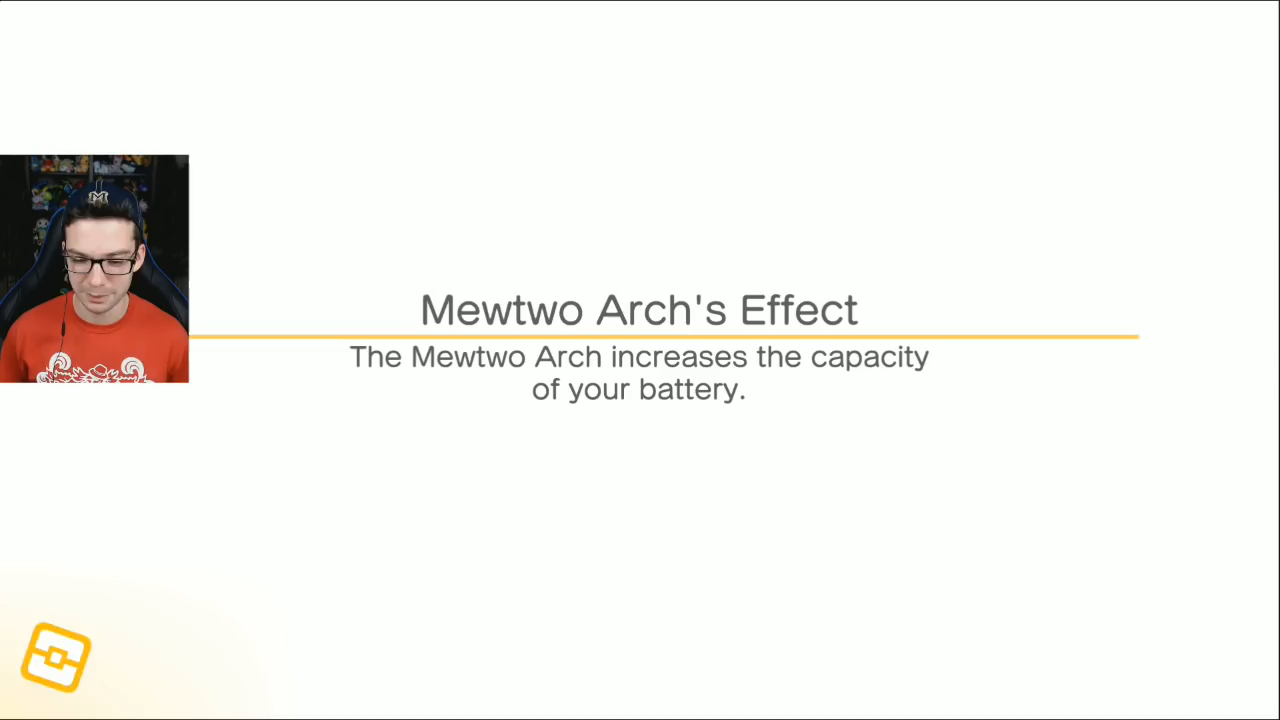 Mewtwo Arch's Effect
The Mewtwo Arch increases the capacity
of your battery.